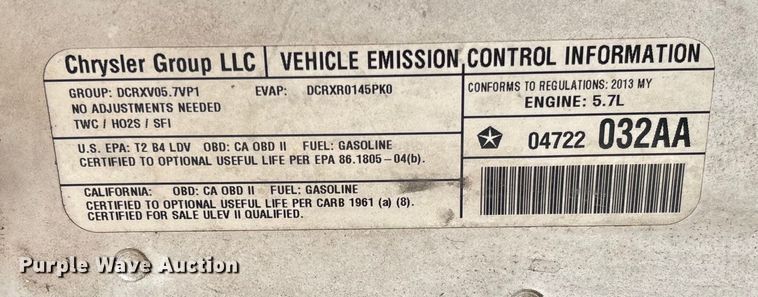 Chrysler Group LLC VEHICLE EMISSION CONTROL INFORMATION
GROUP: DCRXV05.7VP1 EVAP: DCRXR0145PK0
NO ADJUSTMENTS NEEDED
TWC / HO2S / SFI
CONFORMS TO REGULATIONS: 2013 MY
ENGINE: 5.7L
04722 032AA
U.S. EPA: T2 B4 LDV OBD: CA OBD II FUEL: GASOLINE
CERTIFIED TO OPTIONAL USEFUL LIFE PER EPA 86.1805-04(b).
CALIFORNIA: OBD: CA OBD II FUEL: GASOLINE
CERTIFIED TO OPTIONAL USEFUL LIFE PER CARB 1961 (a) (8).
CERTIFIED FOR SALE ULEV II QUALIFIED.
Purple Wave Auction